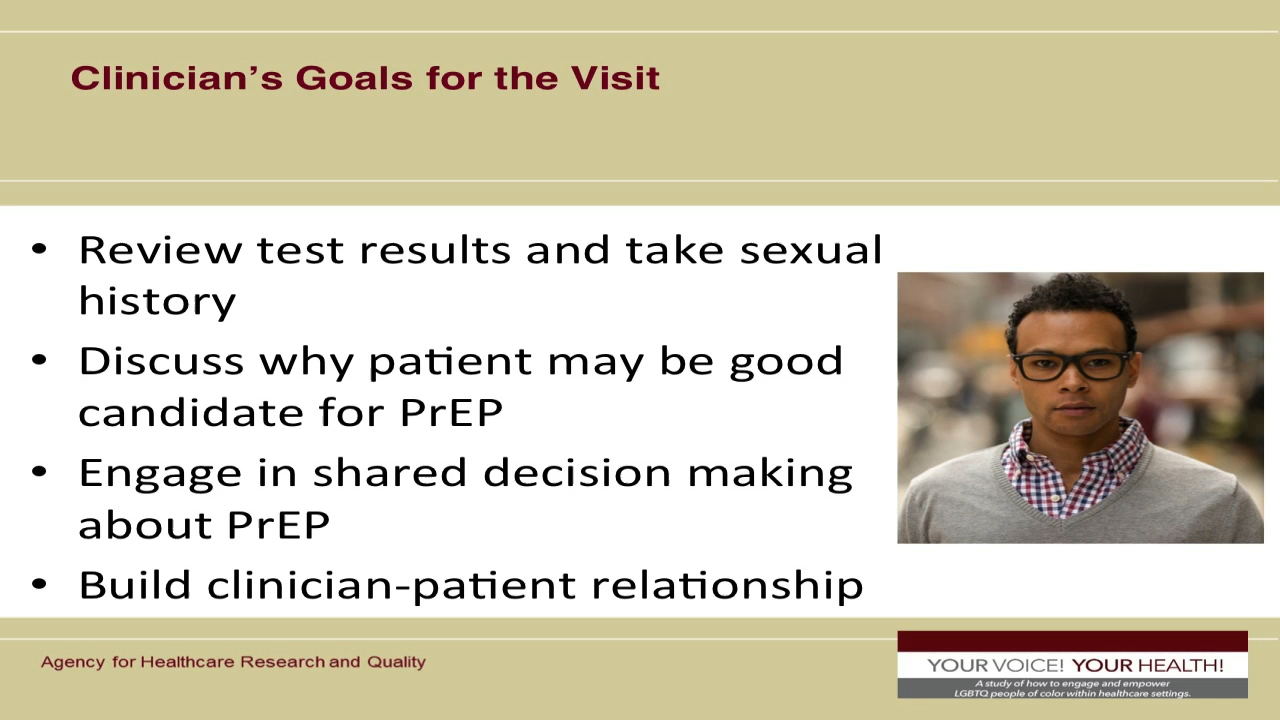 Clinician’s Goals for the Visit
• Review test results and take sexual
history
• Discuss why patient may be good
candidate for PrEP
• Engage in shared decision making
about PrEP
• Build clinician-patient relationship
Agency for Healthcare Research and Quality
YOUR VOICE! YOUR HEALTH!
A study of how to engage and empower
LGBTQ people of color within healthcare settings.